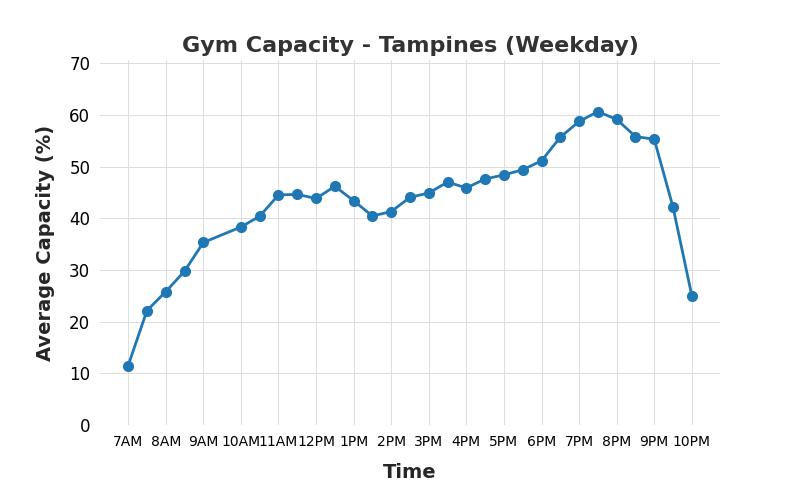 Gym Capacity - Tampines (Weekday)
70
60
50
40
30
20
10
0
Average Capacity (%)
7AM 8AM 9AM 10AM 11AM 12PM 1PM 2PM 3PM 4PM 5PM 6PM 7PM 8PM 9PM 10PM
Time